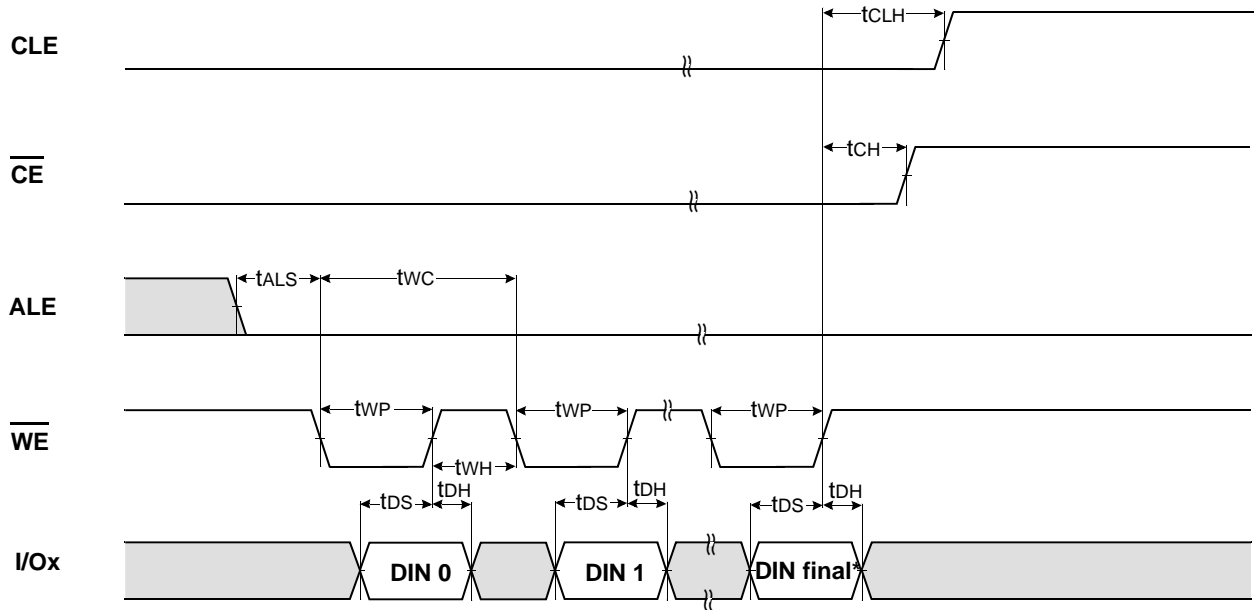 CLE
tCLH
CE
tCH
ALE
tALS
tWC
WE
tWP
tWP
tWP
tWH
I/Ox
tDS
tDH
tDS
tDH
tDS
tDH
DIN 0
DIN 1
DIN final*